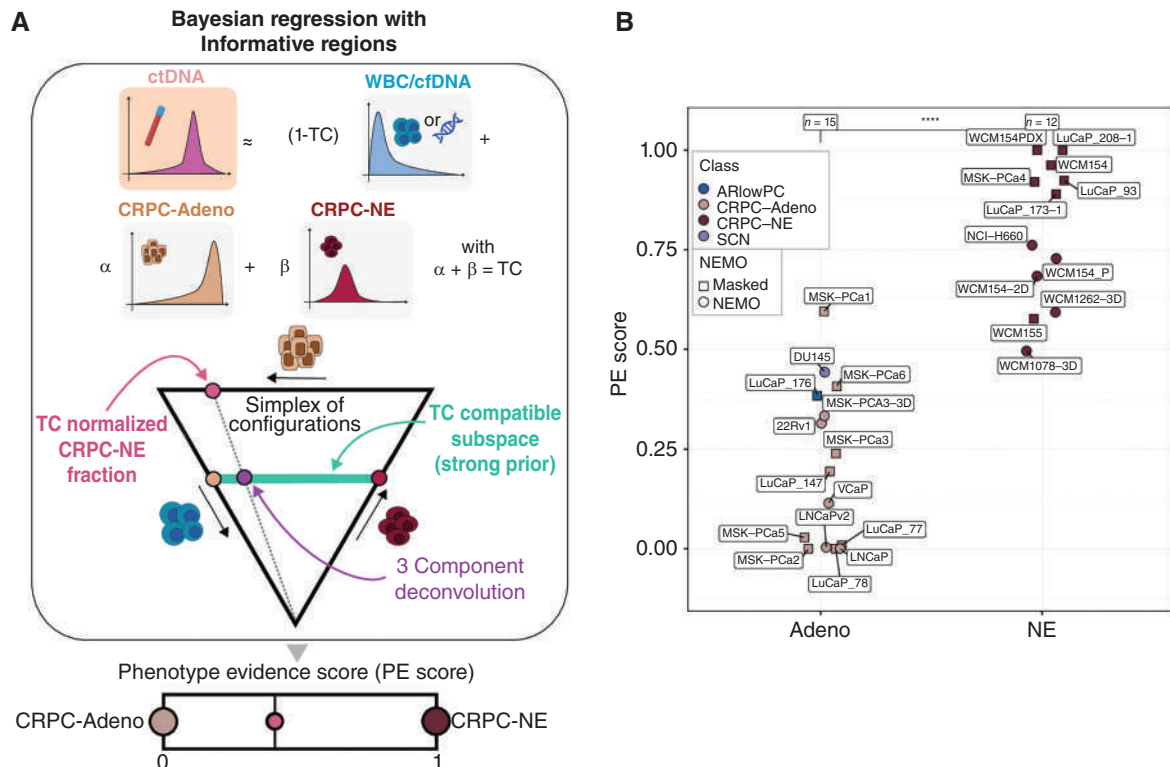 A
Bayesian regression with
Informative regions
ctDNA
WBC/cfDNA
or
≈
(1-TC)
+
CRPC-Adeno
CRPC-NE
α
+
β
with
α + β = TC
Simplex of
configurations
TC normalized
CRPC-NE
fraction
TC compatible
subspace
(strong prior)
3 Component
deconvolution
Phenotype evidence score (PE score)
CRPC-Adeno
CRPC-NE
0
1
B
n = 15
****
n = 12
PE score
1.00
0.75
0.50
0.25
0.00
Class
ARlowPC
CRPC–Adeno
CRPC–NE
SCN
NEMO
Masked
NEMO
WCM154PDX
LuCaP_208–1
WCM154
MSK–PCa4
LuCaP_93
LuCaP_173–1
NCI–H660
WCM154_P
WCM154–2D
WCM1262–3D
WCM155
WCM1078–3D
MSK–PCa1
DU145
MSK–PCa6
LuCaP_176
MSK–PCA3–3D
22Rv1
MSK–PCa3
LuCaP_147
VCaP
LNCaPv2
LuCaP_77
MSK–PCa5
MSK–PCa2
LNCaP
LuCaP_78
Adeno
NE